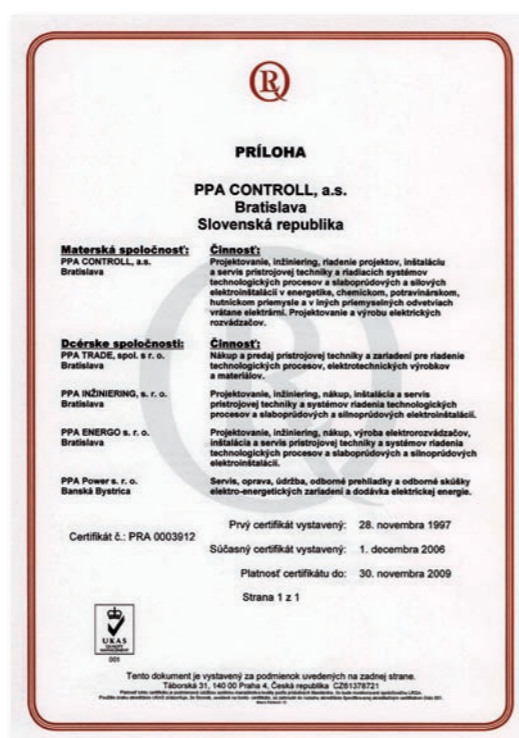 PRÍLOHA
PPA CONTROLL, a.s.
Bratislava
Slovenská republika
Materská spoločnosť: Činnosť:
PPA CONTROLL, a.s.
Bratislava
Projektovanie, inžiniering, riadenie projektov, inštaláciu
a servis prístrojovej techniky a riadiacich systémov
technologických procesov a slaboprúdových a silových
elektroinštalácií v energetike, chemickom, potravinárskom,
hutníckom priemysle a v iných priemyselných odvetviach
vrátane elektrární. Projektovanie a výrobu elektrických
rozvádzačov.
Dcérske spoločnosti: Činnosť:
PPA TRADE, spol. s r. o.
Bratislava
Nákup a predaj prístrojovej techniky a zariadení pre riadenie
technologických procesov, elektrotechnických výrobkov
a materiálov.
PPA INŽINIERING, s. r. o.
Bratislava
Projektovanie, inžiniering, nákup, inštalácia a servis
prístrojovej techniky a systémov riadenia technologických
procesov a slaboprúdových a silnoprúdových elektroinštalácií.
PPA ENERGO s. r. o.
Bratislava
Projektovanie, inžiniering, nákup, výroba elektrorozvádzačov,
inštalácia a servis prístrojovej techniky a systémov riadenia
technologických procesov a slaboprúdových a silnoprúdových
elektroinštalácií.
PPA Power s. r. o.
Banská Bystrica
Servis, oprava, údržba, odborné prehliadky a odborné skúšky
elektro-energetických zariadení a dodávka elektrickej energie.
Certifikát č.: PRA 0003912
Prvý certifikát vystavený: 28. novembra 1997
Súčasný certifikát vystavený: 1. decembra 2006
Platnosť certifikátu do: 30. novembra 2009
Strana 1 z 1
UKAS
QUALITY
MANAGEMENT
001
Tento dokument je vystavený za podmienok uvedených na zadnej strane.
Táborská 31, 140 00 Praha 4, Česká republika CZ61378721